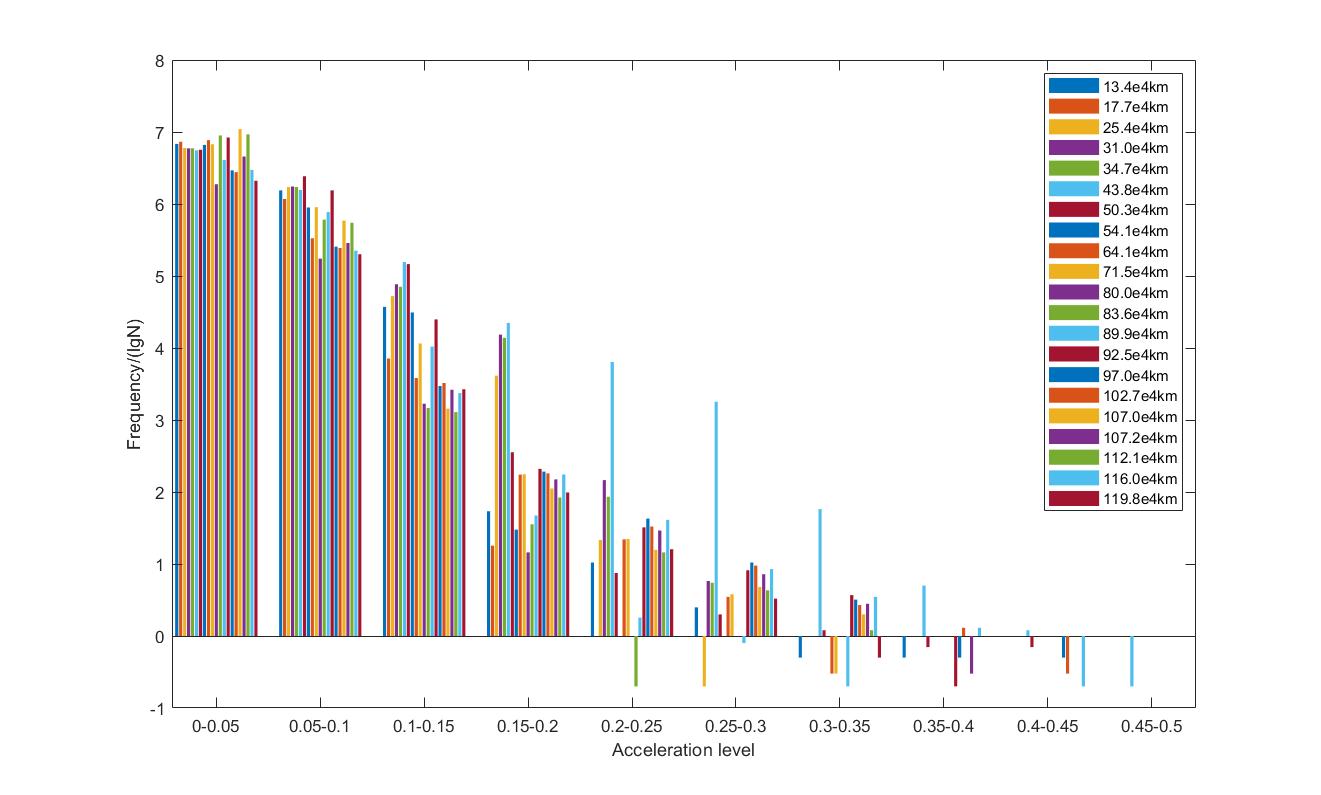 8
7
6
5
4
3
2
1
0
-1
Frequency/(lgN)
0-0.05 0.05-0.1 0.1-0.15 0.15-0.2 0.2-0.25 0.25-0.3 0.3-0.35 0.35-0.4 0.4-0.45 0.45-0.5
Acceleration level
13.4e4km
17.7e4km
25.4e4km
31.0e4km
34.7e4km
43.8e4km
50.3e4km
54.1e4km
64.1e4km
71.5e4km
80.0e4km
83.6e4km
89.9e4km
92.5e4km
97.0e4km
102.7e4km
107.0e4km
107.2e4km
112.1e4km
116.0e4km
119.8e4km